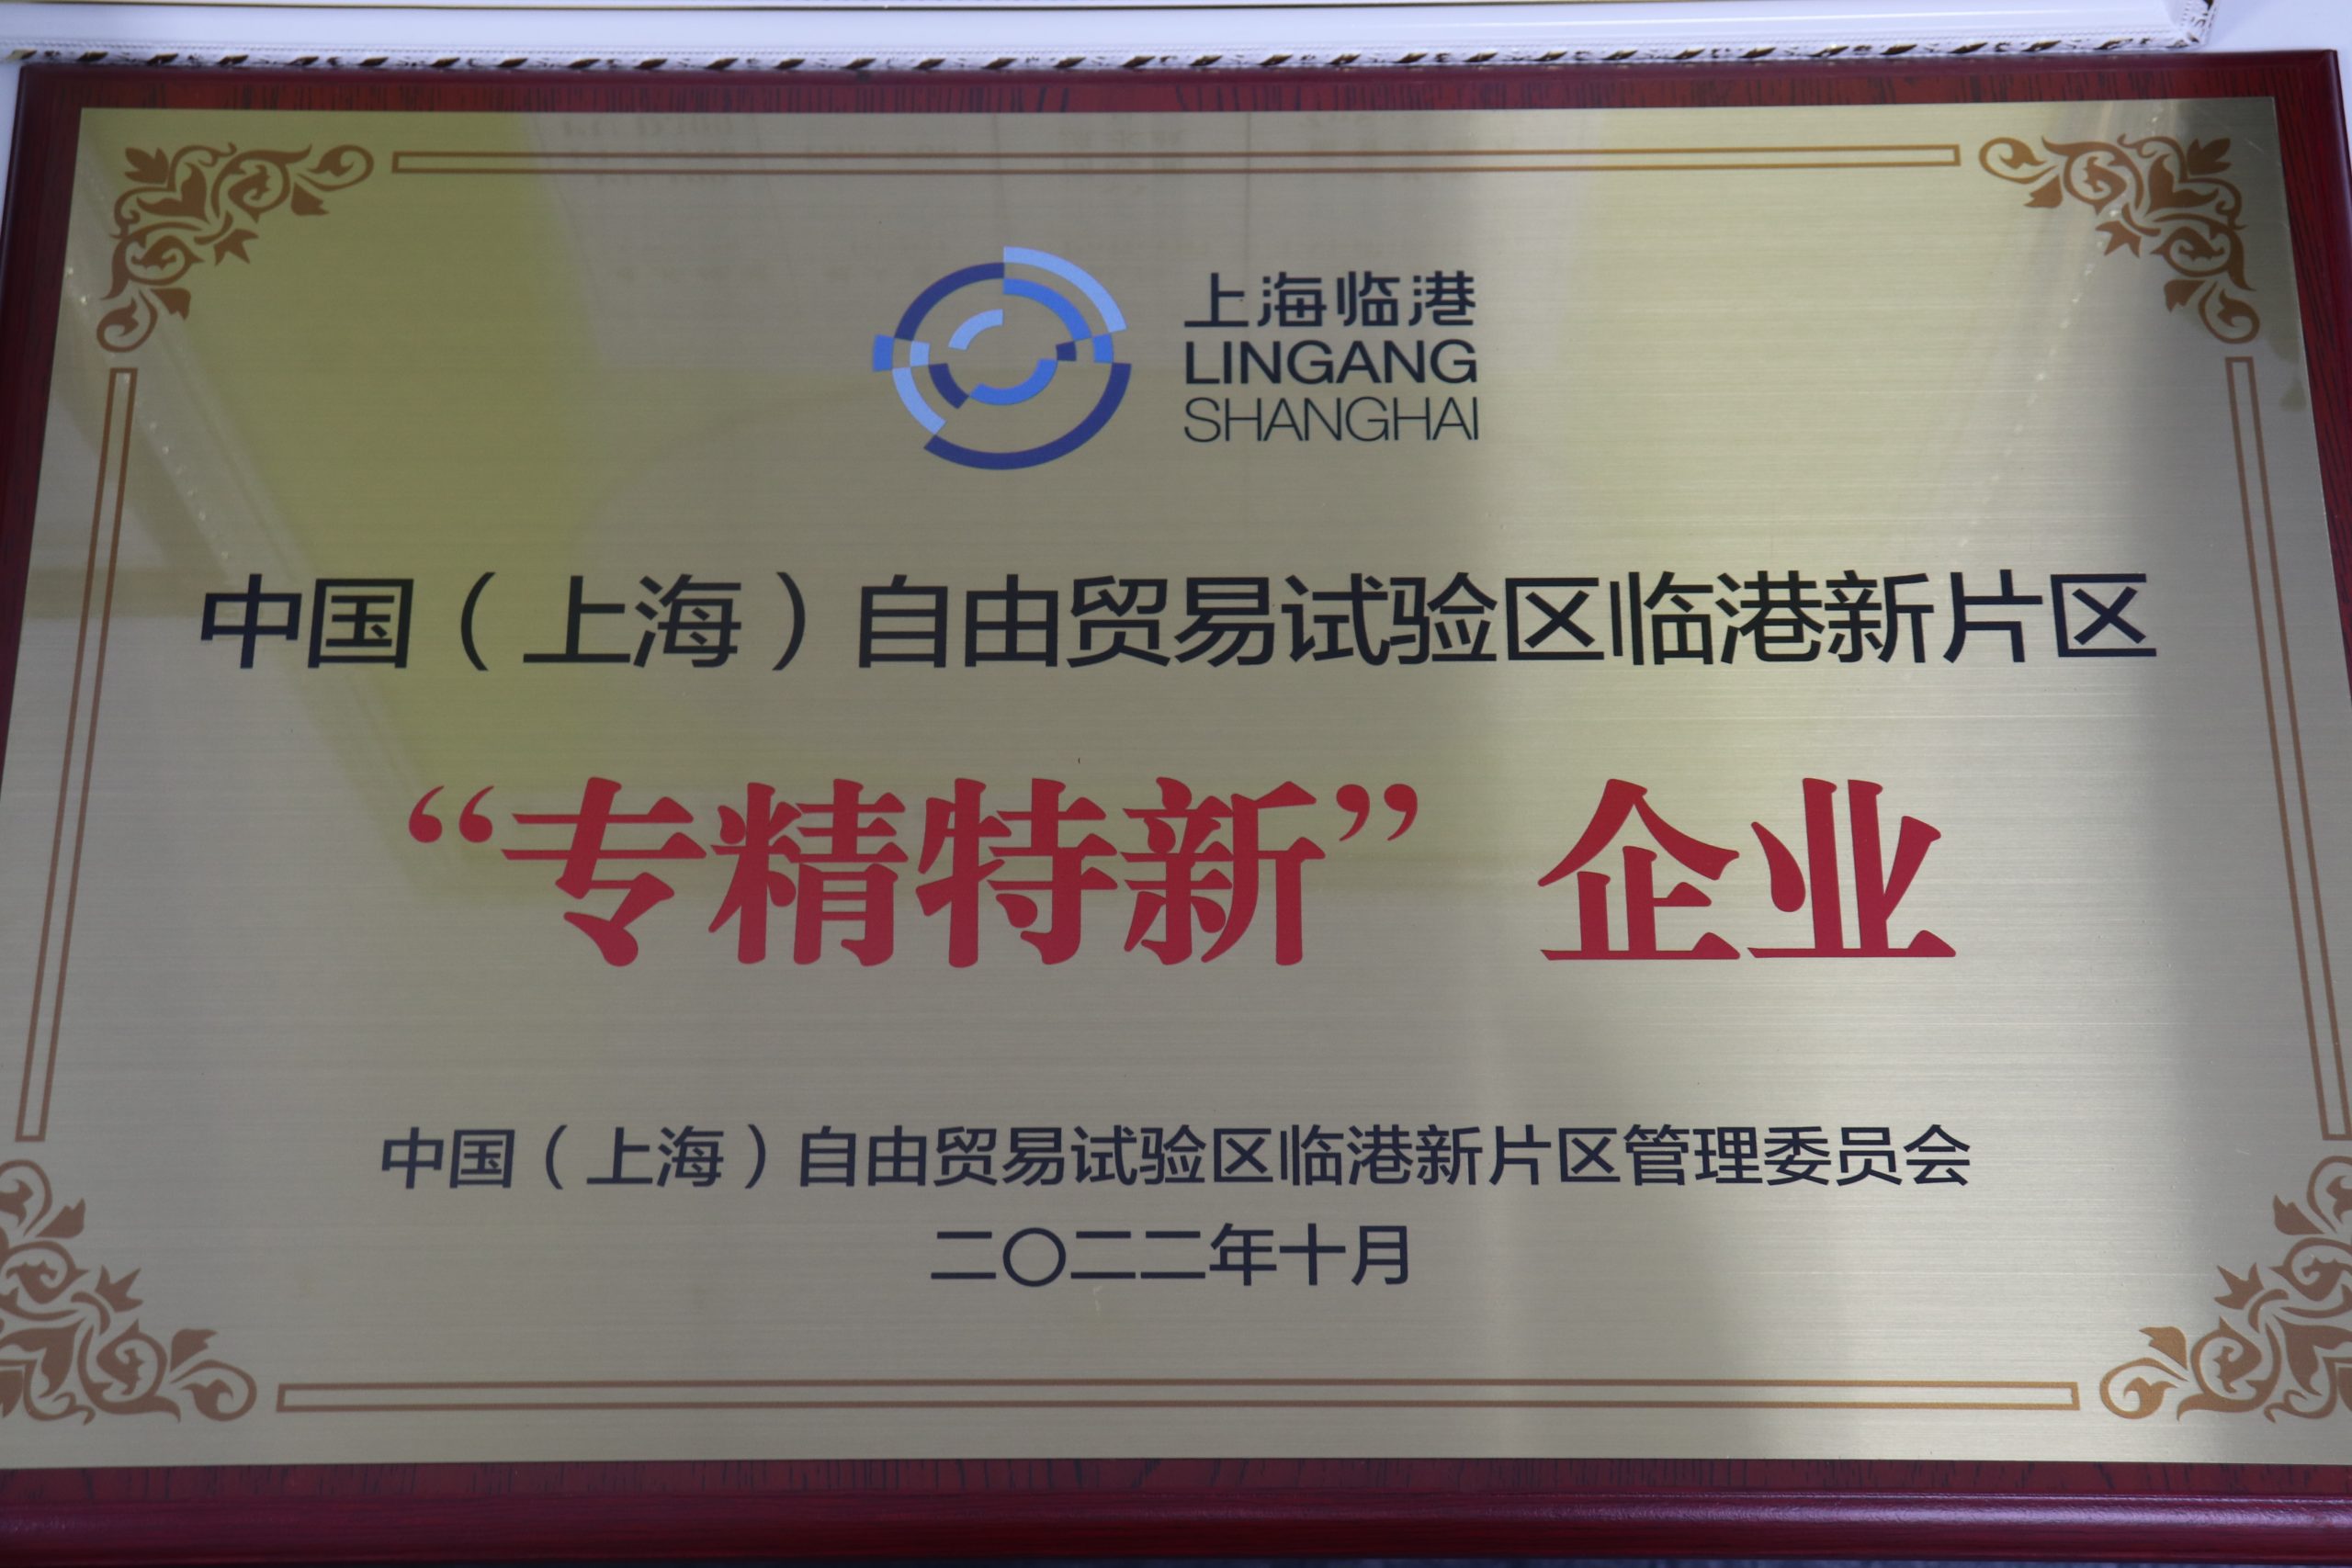 上海临港
LINGANG
SHANGHAI
中国（上海）自由贸易试验区临港新片区
“专精特新” 企业
中国（上海）自由贸易试验区临港新片区管理委员会
二〇二二年十月